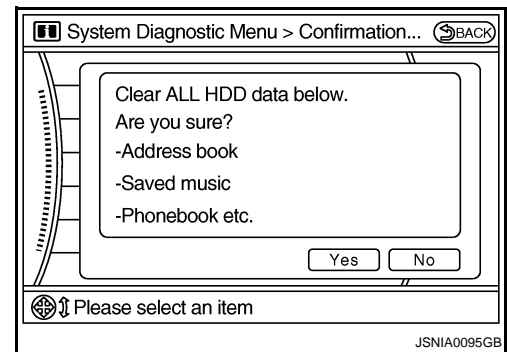 System Diagnostic Menu > Confirmation... BACK
Clear ALL HDD data below.
Are you sure?
-Address book
-Saved music
-Phonebook etc.
Yes No
Please select an item
JSNIA0095GB